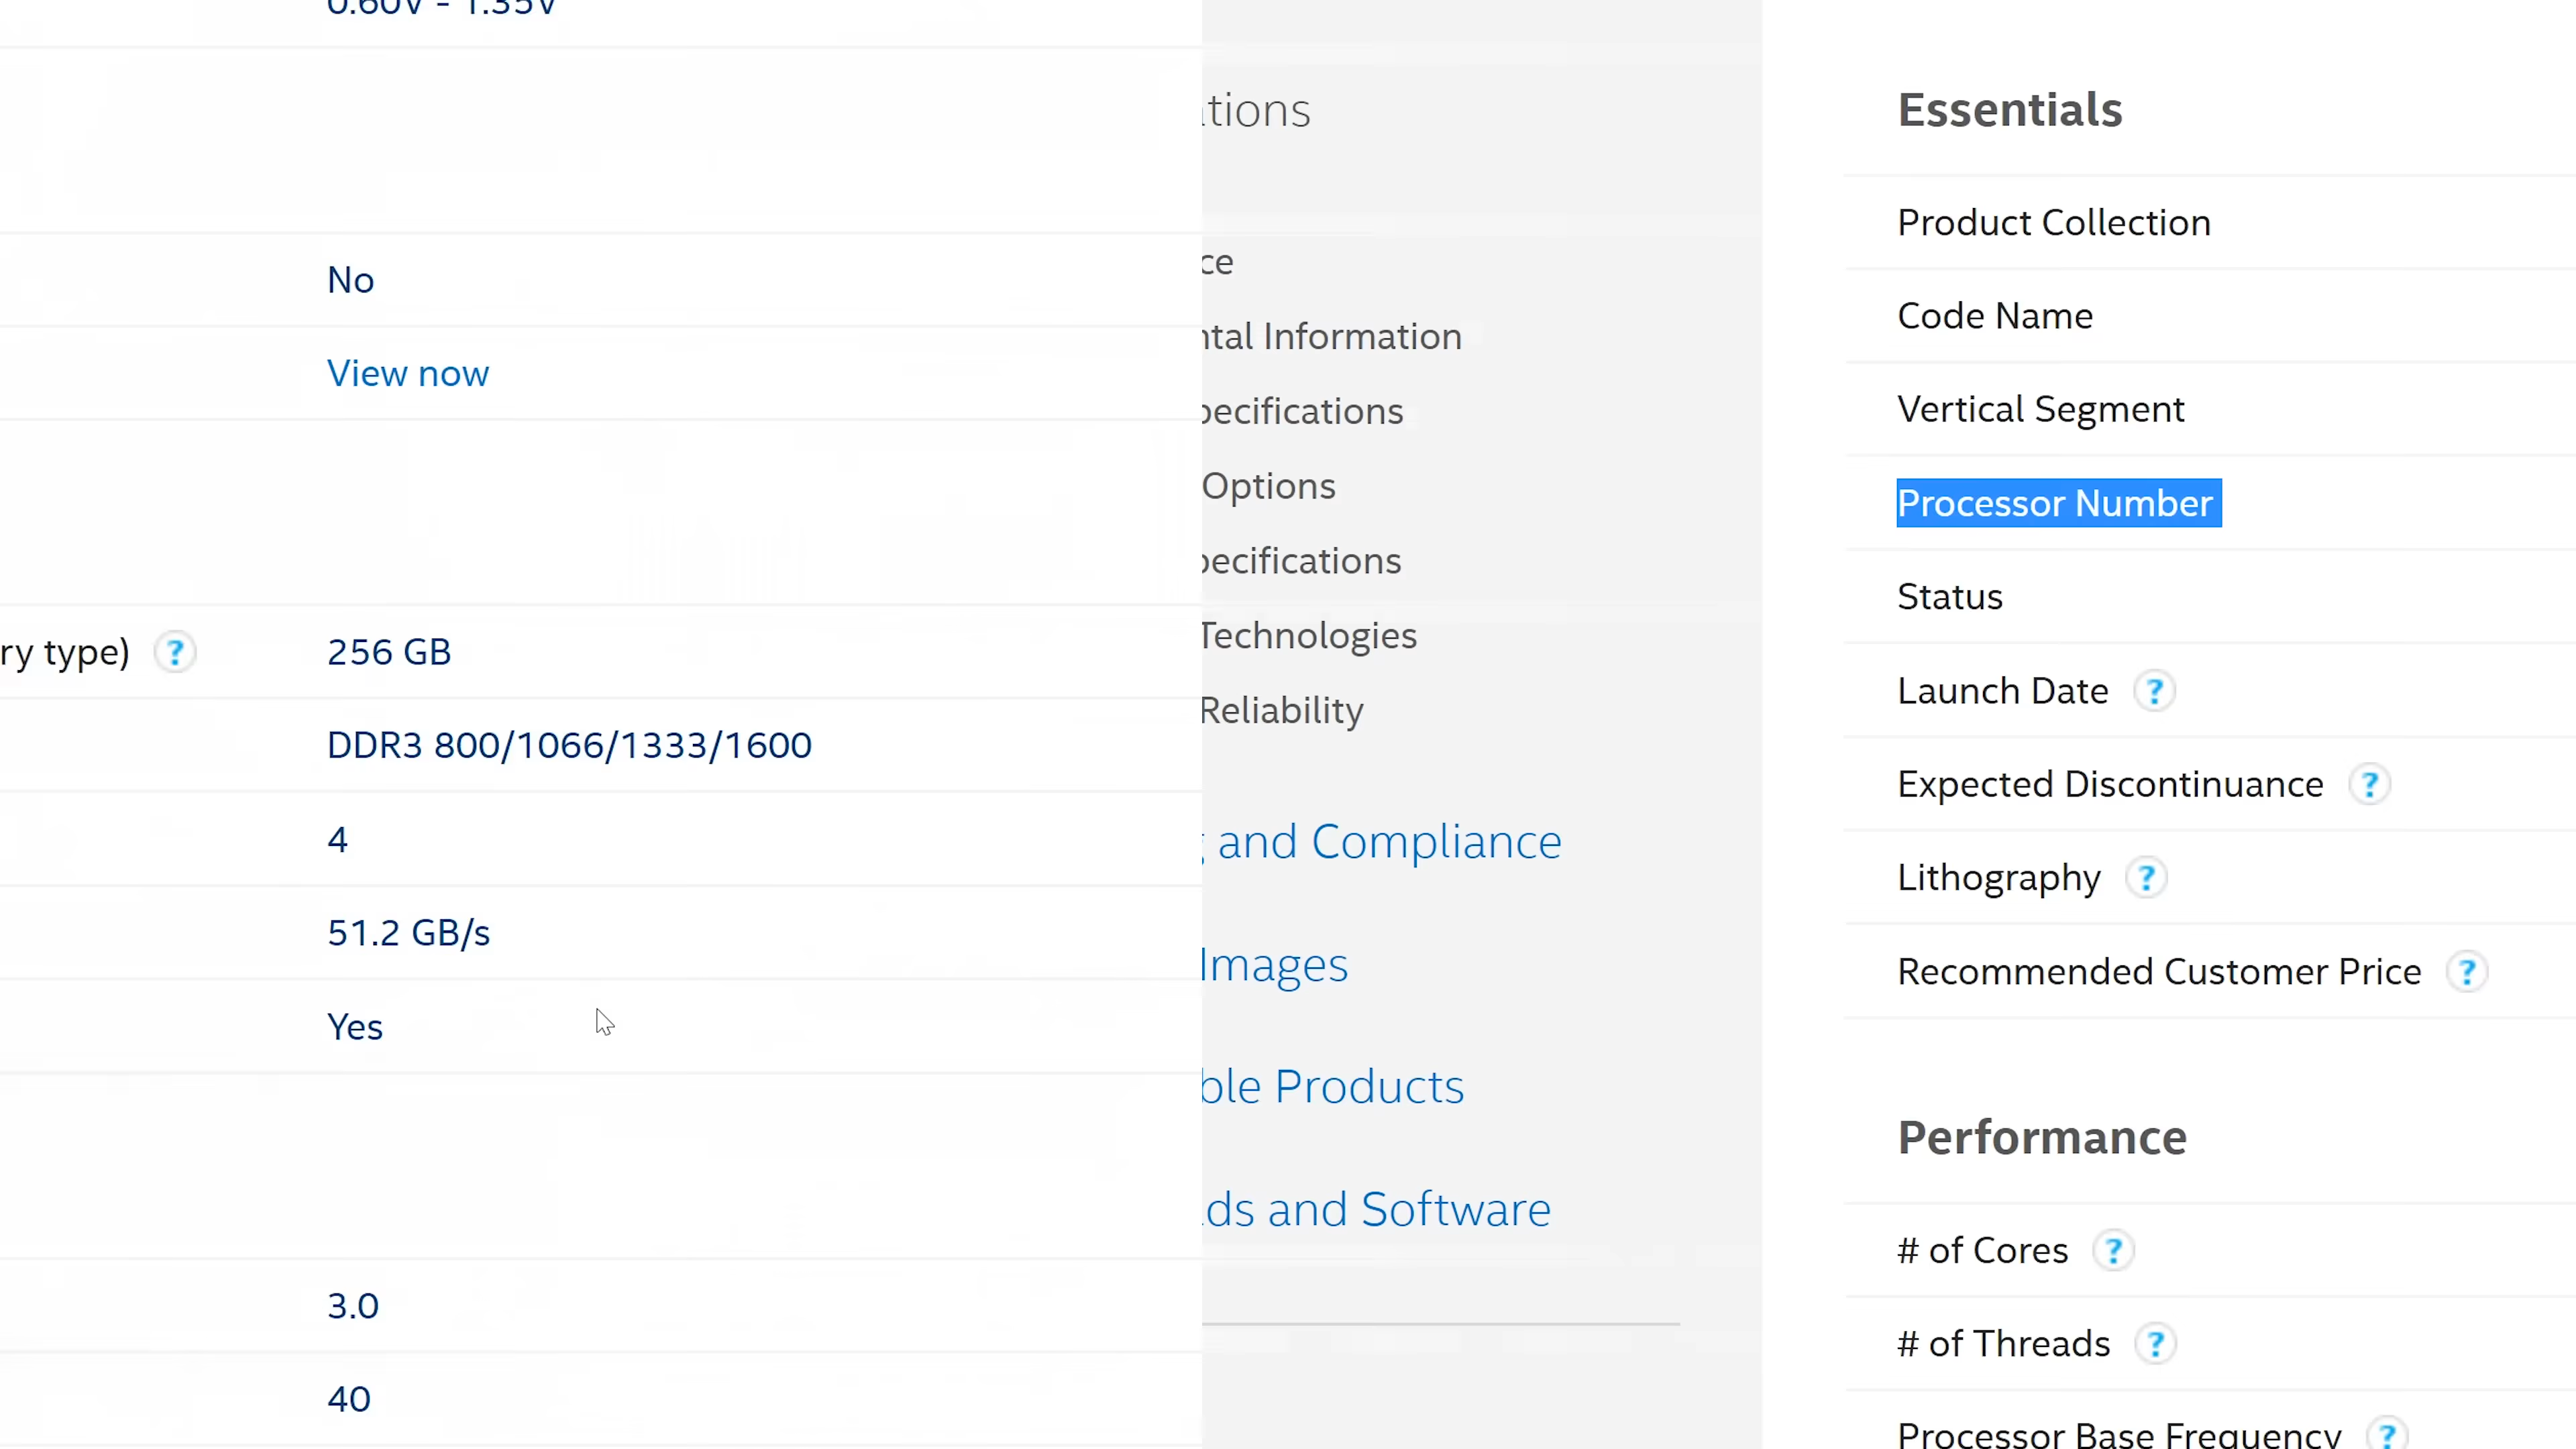 0.60V - 1.35V
No
View now
ry type) ? 256 GB
DDR3 800/1066/1333/1600
4
51.2 GB/s
Yes
3.0
40
tions
ce
ntal Information
pecifications
Options
pecifications
Technologies
Reliability
and Compliance
Images
ble Products
ds and Software
Essentials
Product Collection
Code Name
Vertical Segment
Processor Number
Status
Launch Date ?
Expected Discontinuance ?
Lithography ?
Recommended Customer Price ?
Performance
# of Cores ?
# of Threads ?
Processor Base Frequency ?